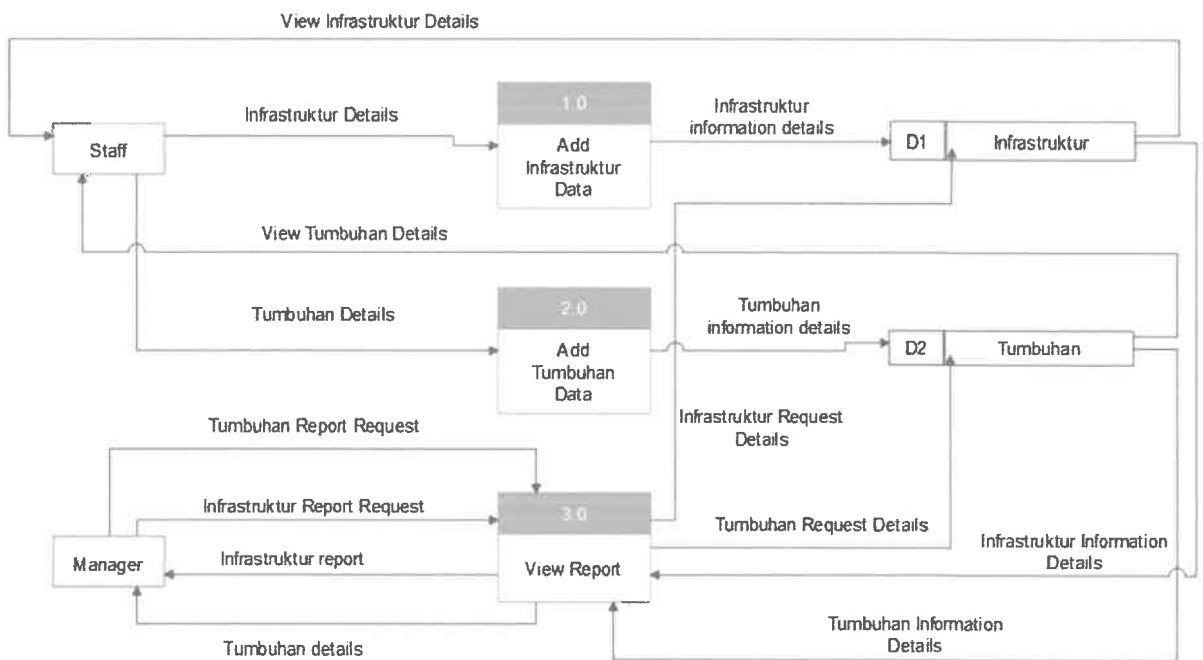 View Infrastruktur Details
Infrastruktur Details
1.0
Add
Infrastruktur
Data
Infrastruktur
information details
Staff
D1
Infrastruktur
View Tumbuhan Details
Tumbuhan Details
2.0
Add
Tumbuhan
Data
Tumbuhan
information details
D2
Tumbuhan
Infrastruktur Request
Details
Tumbuhan Report Request
Infrastruktur Report Request
3.0
View Report
Tumbuhan Request Details
Manager
Infrastruktur report
Infrastruktur Information
Details
Tumbuhan Information
Details
Tumbuhan details